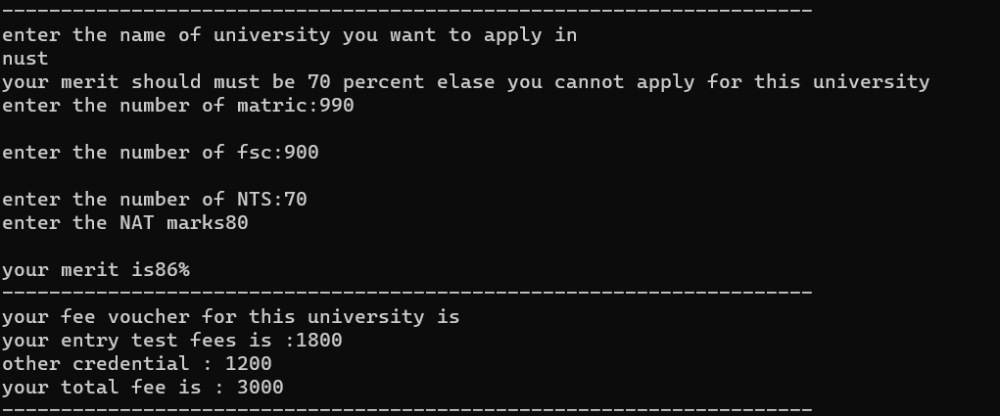 ---------------------------------------------------------------------
enter the name of university you want to apply in
nust
your merit should must be 70 percent elase you cannot apply for this university
enter the number of matric:990
enter the number of fsc:900
enter the number of NTS:70
enter the NAT marks80
your merit is86%
---------------------------------------------------------------------
your fee voucher for this university is
your entry test fees is :1800
other credential : 1200
your total fee is : 3000
---------------------------------------------------------------------